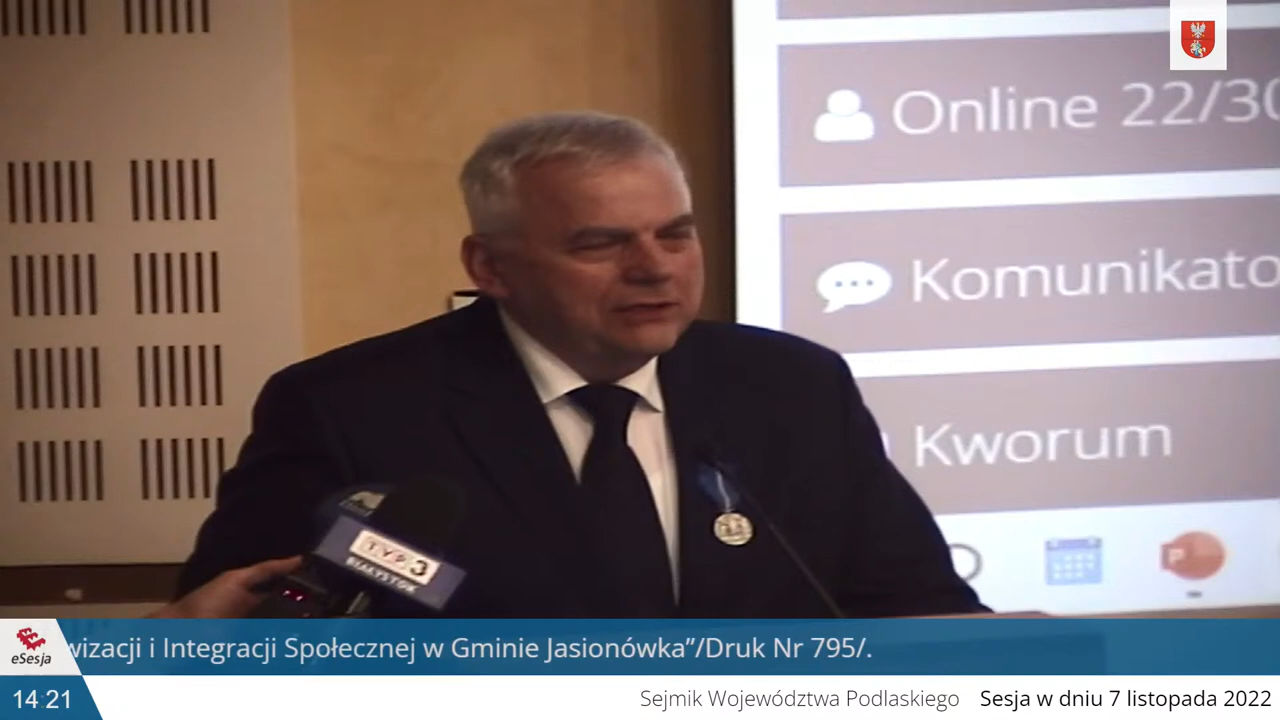 Online 22/30
Komunikato
Kworum
TVP3
BIAŁYSTOK
wizacji i Integracji Społecznej w Gminie Jasionówka”/Druk Nr 795/.
eSesja
14:21
Sejmik Województwa Podlaskiego Sesja w dniu 7 listopada 2022